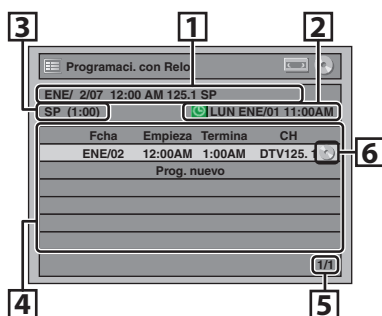 3
1
2
Programaci. con Reloj
ENE/ 2/07 12:00 AM 125.1 SP
SP (1:00) LUN ENE/01 11:00AM
Fcha Empieza Termina CH
ENE/02 12:00AM 1:00AM DTV125. 1
6
Prog. nuevo
1/1
4
5